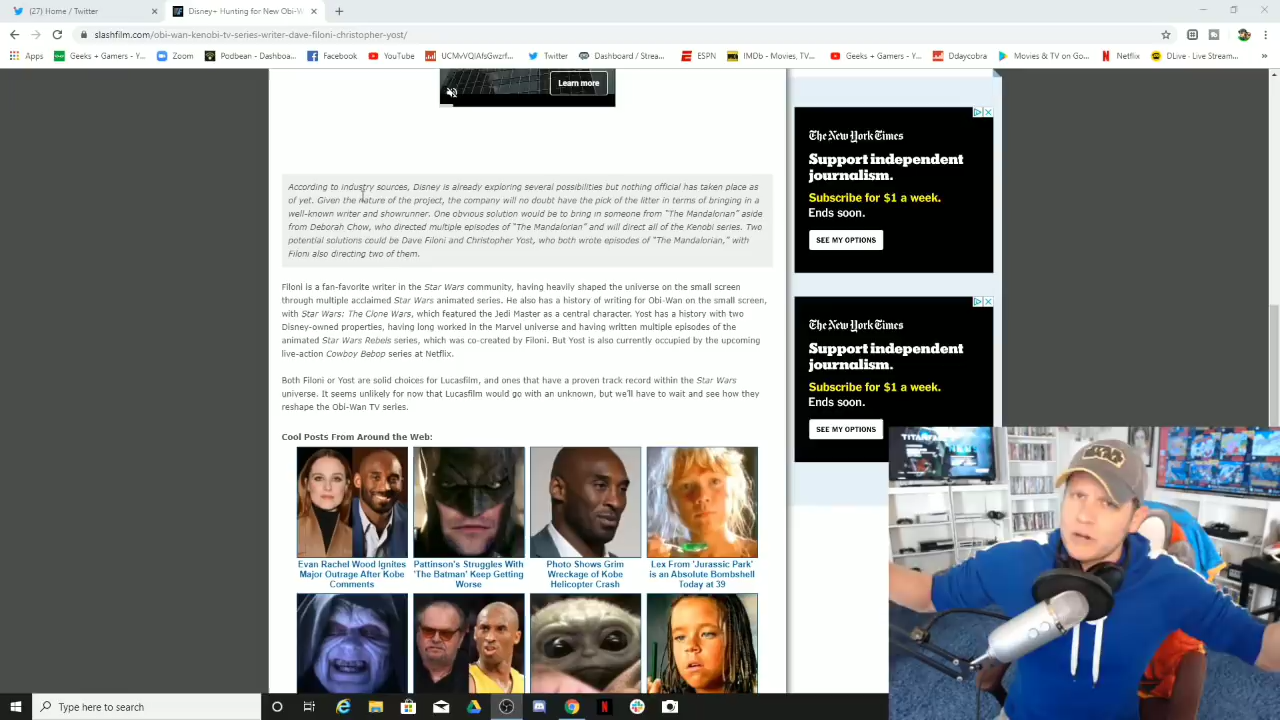 (27) Home / Twitter
Disney+ Hunting for New Obi-W
slashfilm.com/obi-wan-kenobi-tv-series-writer-dave-filoni-christopher-yost/
Apps
Geeks + Gamers - Y...
Zoom
Podbean - Dashboar...
Facebook
YouTube
UCMvVQIAfsGwzrf...
Twitter
Dashboard / Strea...
ESPN
IMDb - Movies, TV...
Geeks + Gamers - Y...
Ddaycobra
Movies & TV on Go...
Netflix
DLive · Live Stream...
Learn more
According to industry sources, Disney is already exploring several possibilities but nothing official has taken place as
of yet. Given the nature of the project, the company will no doubt have the pick of the litter in terms of bringing in a
well-known writer and showrunner. One obvious solution would be to bring in someone from "The Mandalorian" aside
from Deborah Chow, who directed multiple episodes of "The Mandalorian" and will direct all of the Kenobi series. Two
potential solutions could be Dave Filoni and Christopher Yost, who both wrote episodes of "The Mandalorian," with
Filoni also directing two of them.
Filoni is a fan-favorite writer in the Star Wars community, having heavily shaped the universe on the small screen
through multiple acclaimed Star Wars animated series. He also has a history of writing for Obi-Wan on the small screen,
with Star Wars: The Clone Wars, which featured the Jedi Master as a central character. Yost has a history with two
Disney-owned properties, having long worked in the Marvel universe and having written multiple episodes of the
animated Star Wars Rebels series, which was co-created by Filoni. But Yost is also currently occupied by the upcoming
live-action Cowboy Bebop series at Netflix.
Both Filoni or Yost are solid choices for Lucasfilm, and ones that have a proven track record within the Star Wars
universe. It seems unlikely for now that Lucasfilm would go with an unknown, but we'll have to wait and see how they
reshape the Obi-Wan TV series.
Cool Posts From Around the Web:
Evan Rachel Wood Ignites
Major Outrage After Kobe
Comments
Pattinson's Struggles With
'The Batman' Keep Getting
Worse
Photo Shows Grim
Wreckage of Kobe
Helicopter Crash
Lex From 'Jurassic Park'
is an Absolute Bombshell
Today at 39
The New York Times
Support independent
journalism.
Subscribe for $1 a week.
Ends soon.
SEE MY OPTIONS
The New York Times
Support independent
journalism.
Subscribe for $1 a week.
Ends soon.
SEE MY OPTIONS
Type here to search